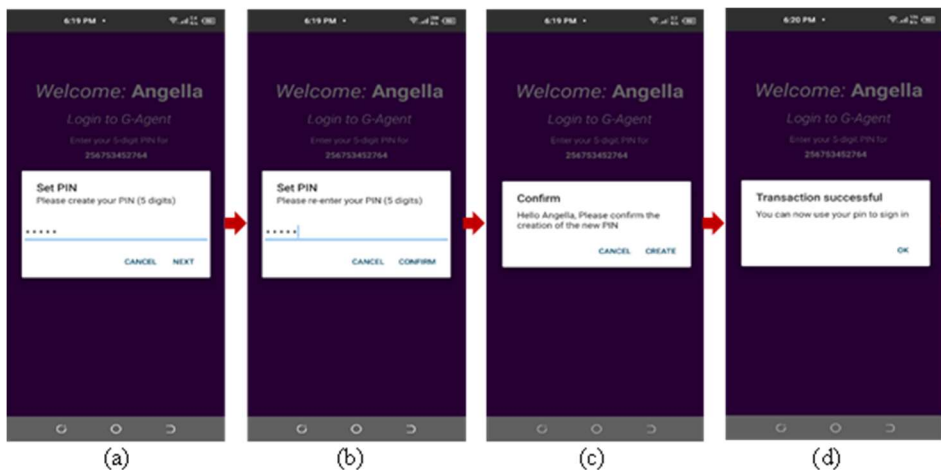 6:19 PM
Welcome: Angella
Login to G-Agent
Enter your 5-digit PIN for
256753452764
Set PIN
Please create your PIN (5 digits)
•••••
CANCEL NEXT
(a)
6:19 PM
Welcome: Angella
Login to G-Agent
Enter your 5-digit PIN for
256753452764
Set PIN
Please re-enter your PIN (5 digits)
•••••
CANCEL CONFIRM
(b)
6:19 PM
Welcome: Angella
Login to G-Agent
Enter your 5-digit PIN for
256753452764
Confirm
Hello Angella, Please confirm the
creation of the new PIN
CANCEL CREATE
(c)
6:20 PM
Welcome: Angella
Login to G-Agent
Enter your 5-digit PIN for
256753452764
Transaction successful
You can now use your pin to sign in
OK
(d)